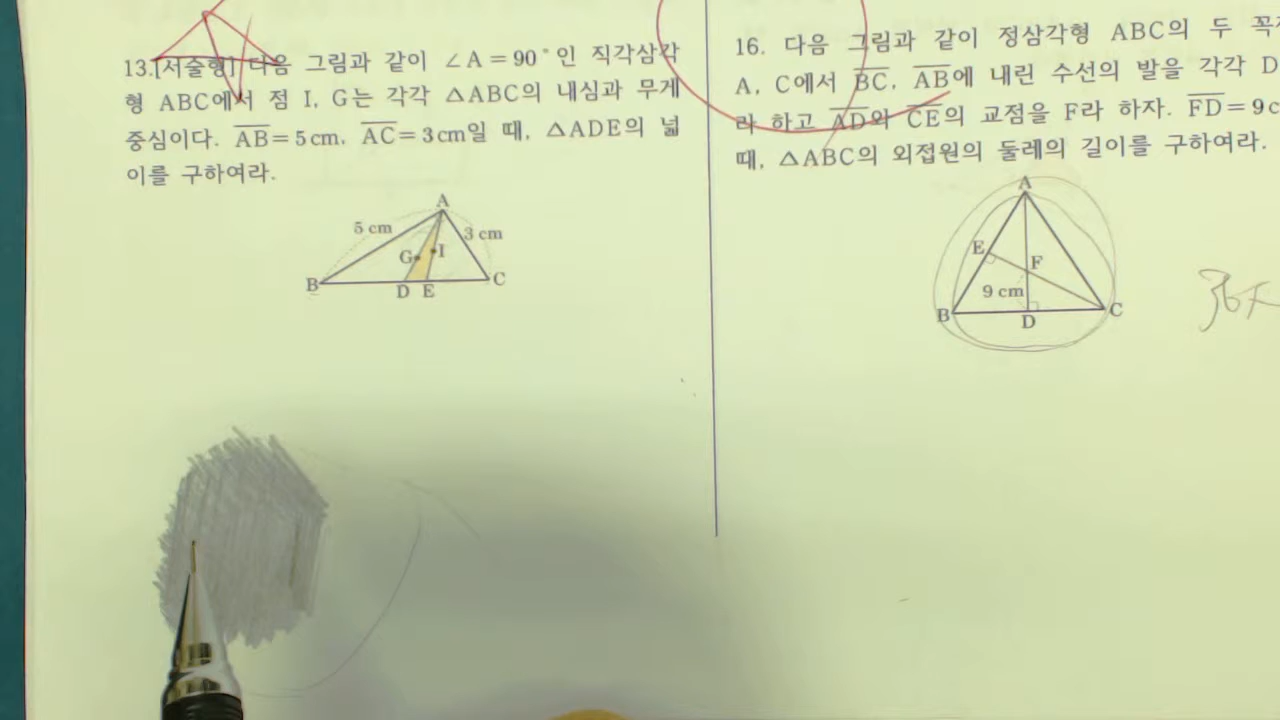 13.[서술형] 다음 그림과 같이 ∠A=90°인 직각삼각
형 ABC에서 점 I, G는 각각 △ABC의 내심과 무게
중심이다. AB=5cm, AC=3cm일 때, △ADE의 넓
이를 구하여라.
A
5 cm
3 cm
G
I
B
D
E
C
16. 다음 그림과 같이 정삼각형 ABC의 두
A, C에서 BC, AB에 내린 수선의 발을 각각 D
라 하고 AD와 CE의 교점을 F라 하자. FD=9c
때, △ABC의 외접원의 둘레의 길이를 구하여라.
A
E
F
9 cm
B
D
C